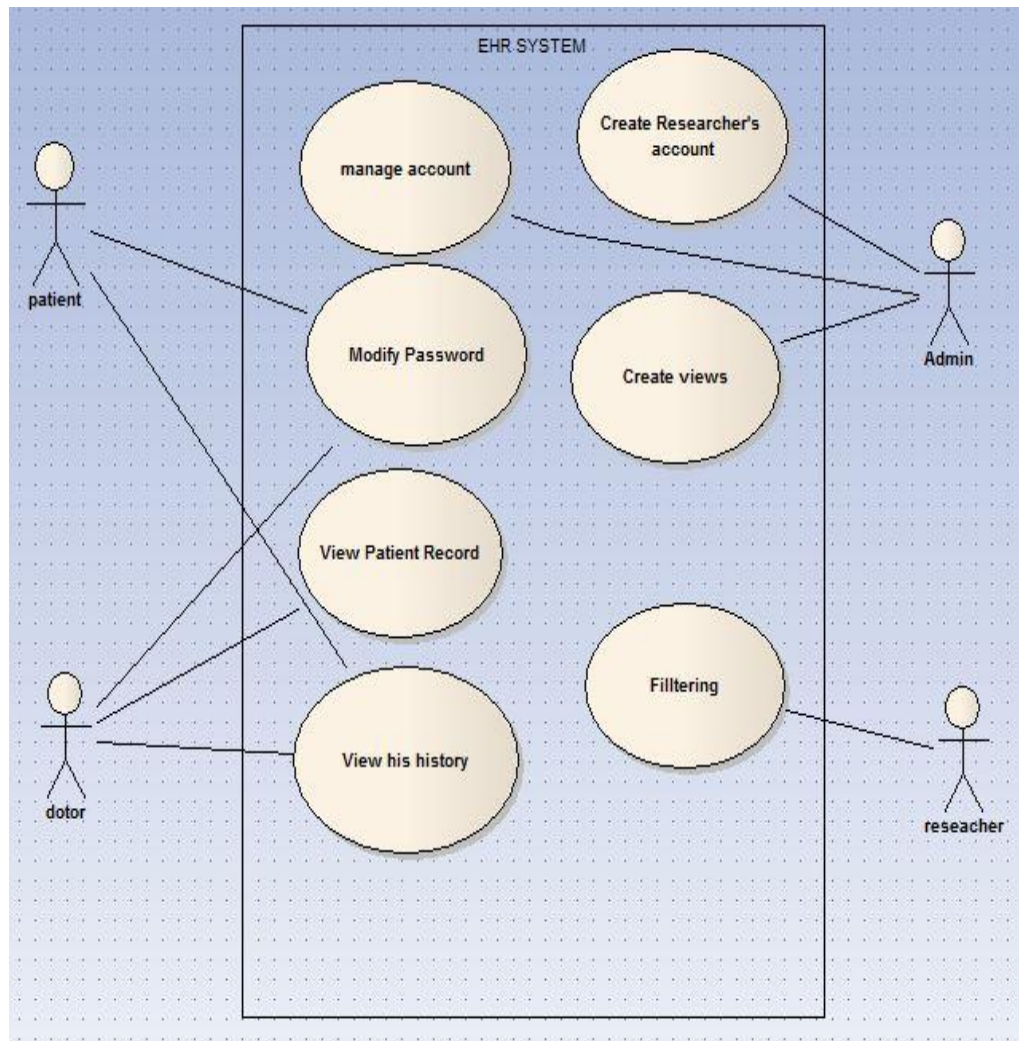 EHR SYSTEM
manage account
Create Researcher's
account
patient
Modify Password
Create views
Admin
View Patient Record
Filltering
dotor
View his history
reseacher